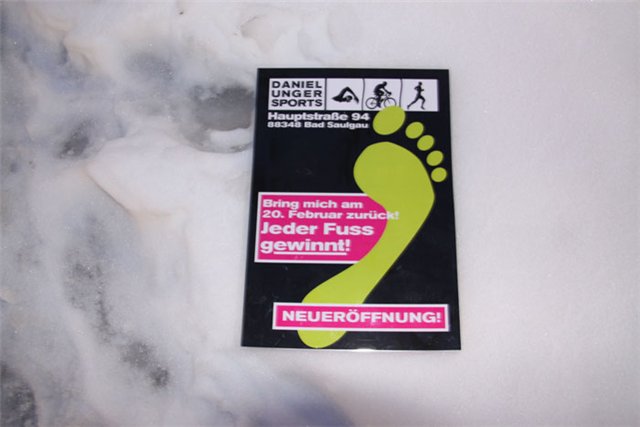 DANIEL
UNGER
SPORTS
Hauptstraße 94
88348 Bad Saulgau
Bring mich am
20. Februar zurück!
Jeder Fuss
gewinnt!
NEUERÖFFNUNG!